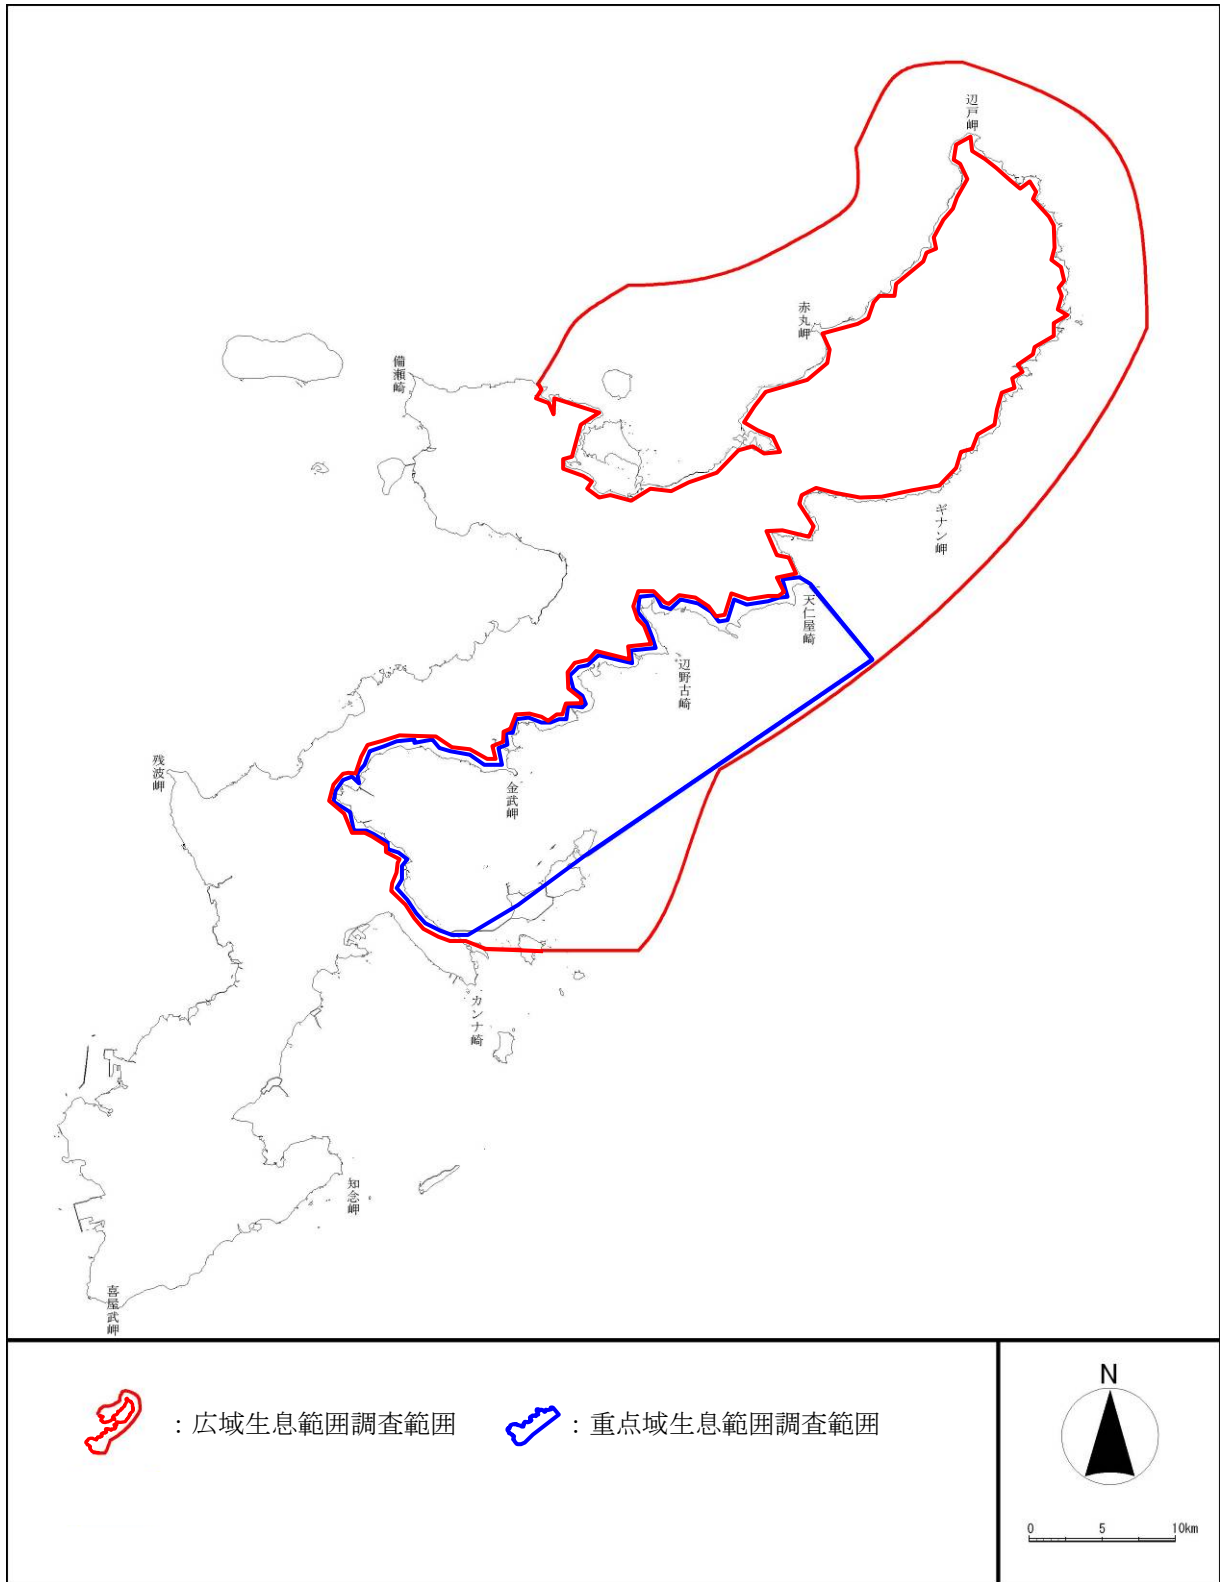 辺戸岬
赤丸岬
備瀬崎
ギナン岬
天仁屋崎
辺野古崎
残波岬
金武岬
カンナ崎
知念岬
喜屋武岬
：広域生息範囲調査範囲
：重点域生息範囲調査範囲
N
0 5 10km